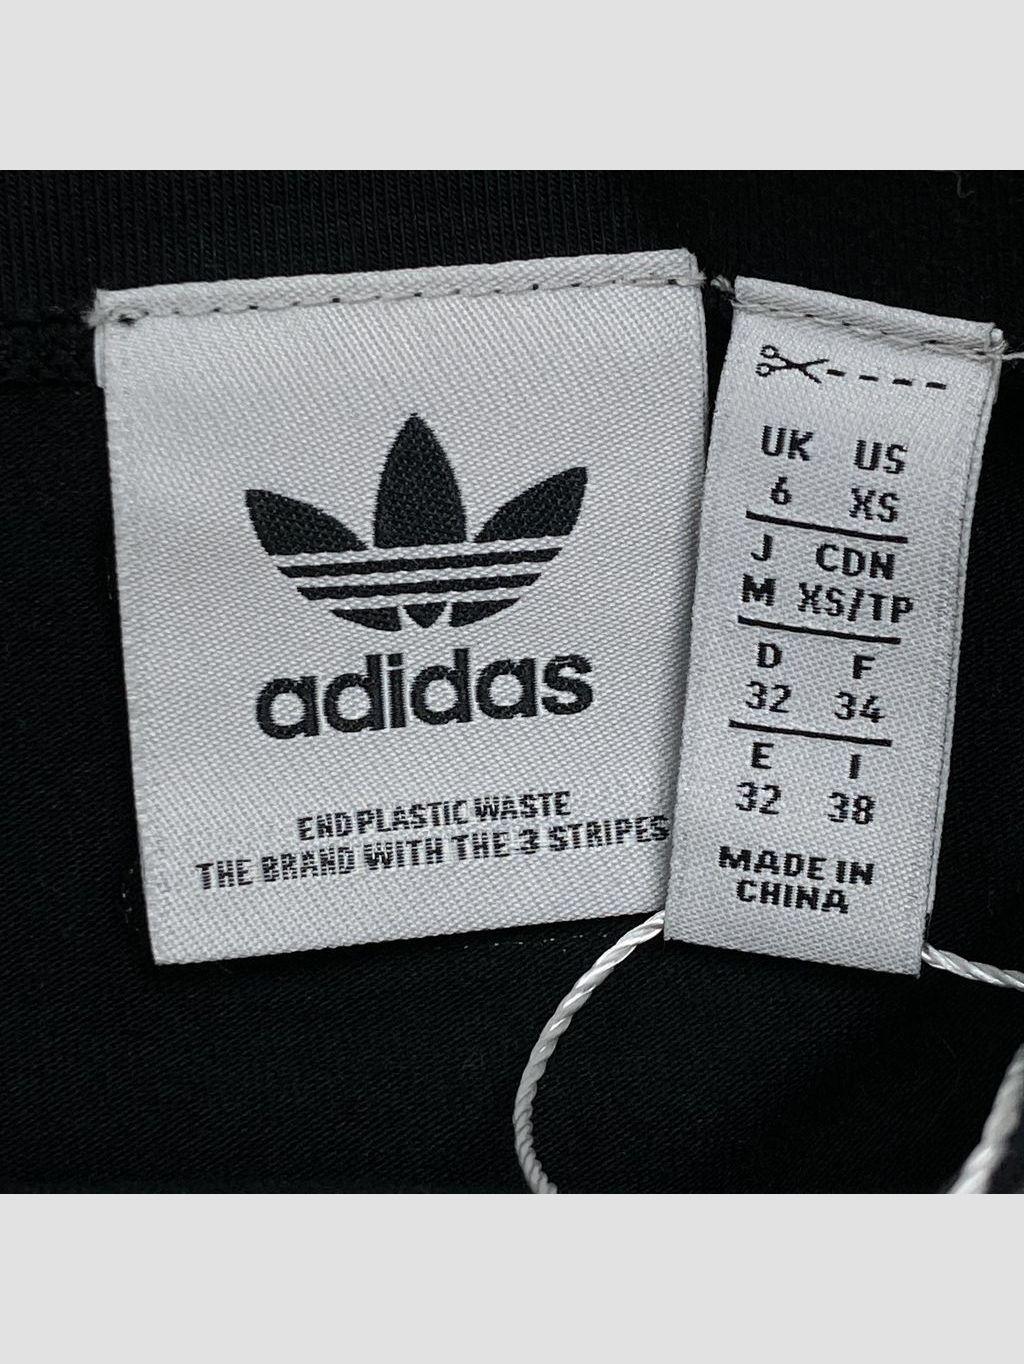 adidas
END PLASTIC WASTE
THE BRAND WITH THE 3 STRIPES
UK US
6 XS
J CDN
M XS/TP
D F
32 34
E I
32 38
MADE IN
CHINA